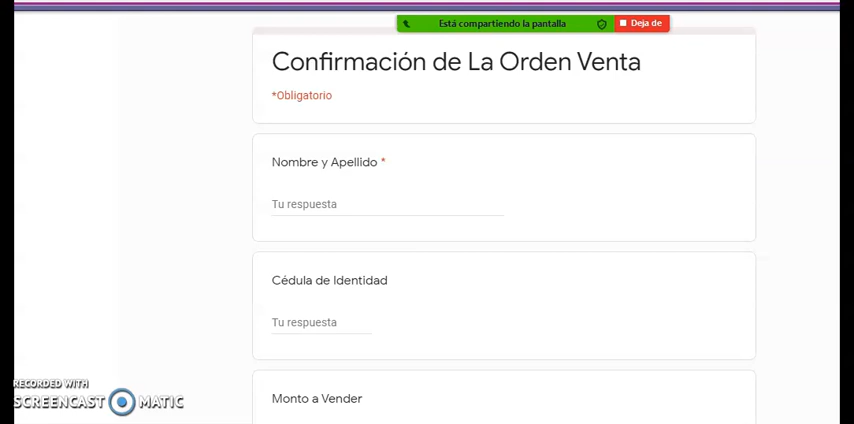 Está compartiendo la pantalla
Deja de
Confirmación de La Orden Venta
*Obligatorio
Nombre y Apellido *
Tu respuesta
Cédula de Identidad
Tu respuesta
Monto a Vender
RECORDED WITH
SCREENCAST MATIC